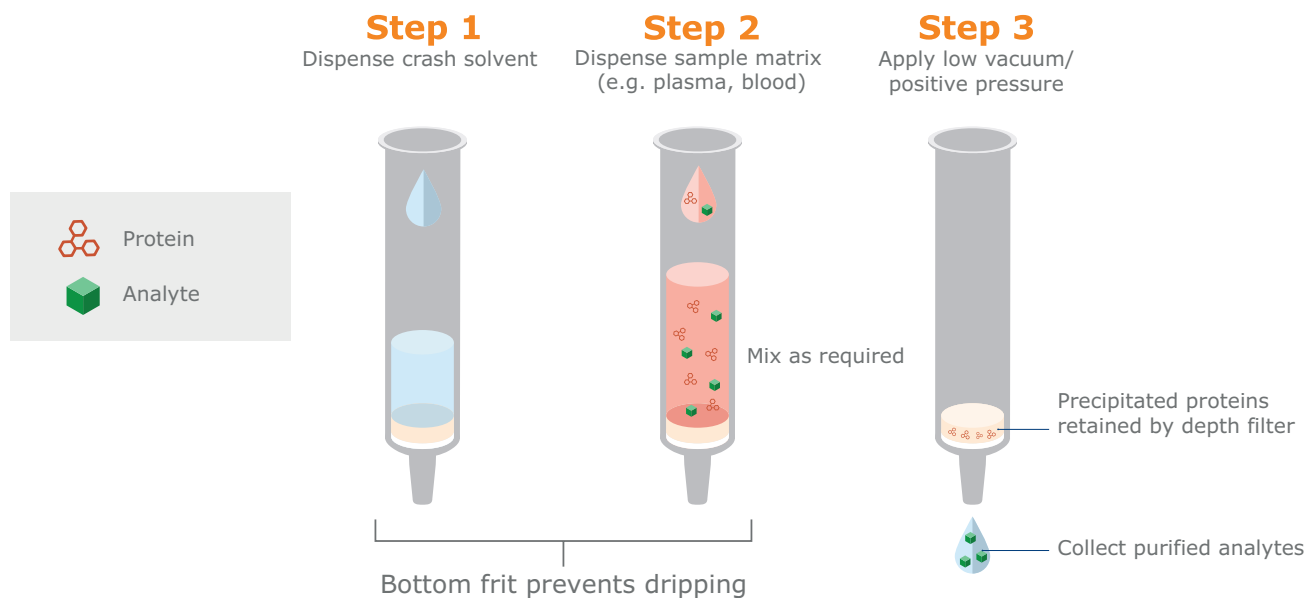 Step 1
Dispense crash solvent
Step 2
Dispense sample matrix
(e.g. plasma, blood)
Step 3
Apply low vacuum/
positive pressure
Protein
Analyte
Mix as required
Precipitated proteins
retained by depth filter
Collect purified analytes
Bottom frit prevents dripping